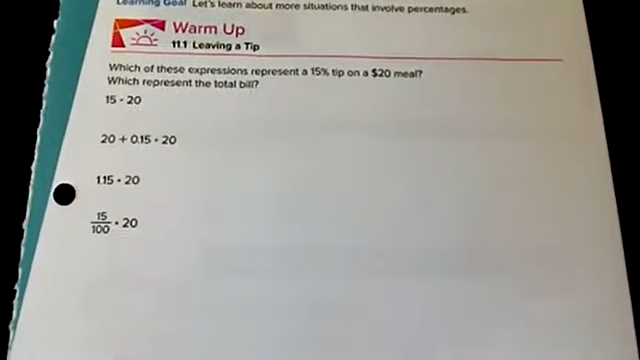 Learning Goal Let's learn about more situations that involve percentages.
Warm Up
11.1 Leaving a Tip
Which of these expressions represent a 15% tip on a $20 meal?
Which represent the total bill?
15 · 20
20 + 0.15 · 20
1.15 · 20
15/100 · 20